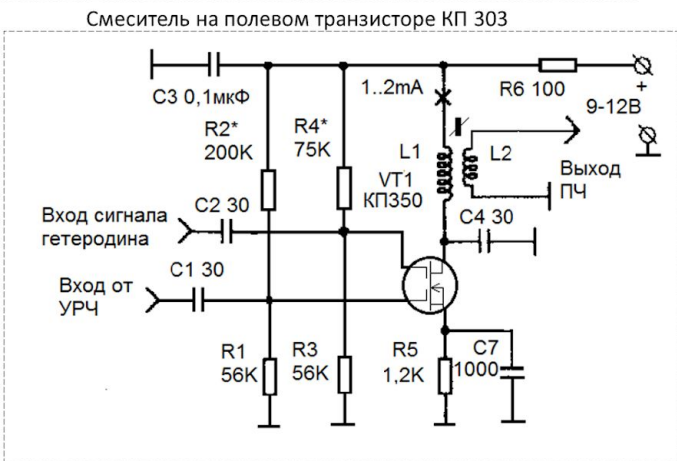 Смеситель на полевом транзисторе КП 303
C3 0,1мкФ
1..2mA
R6 100
+
9-12В
R2*
200K
R4*
75K
L1
L2
VT1
КП350
Выход
ПЧ
C2 30
Вход сигнала
гетеродина
C4 30
C1 30
Вход от
УРЧ
R1
56K
R3
56K
R5
1,2K
C7
1000